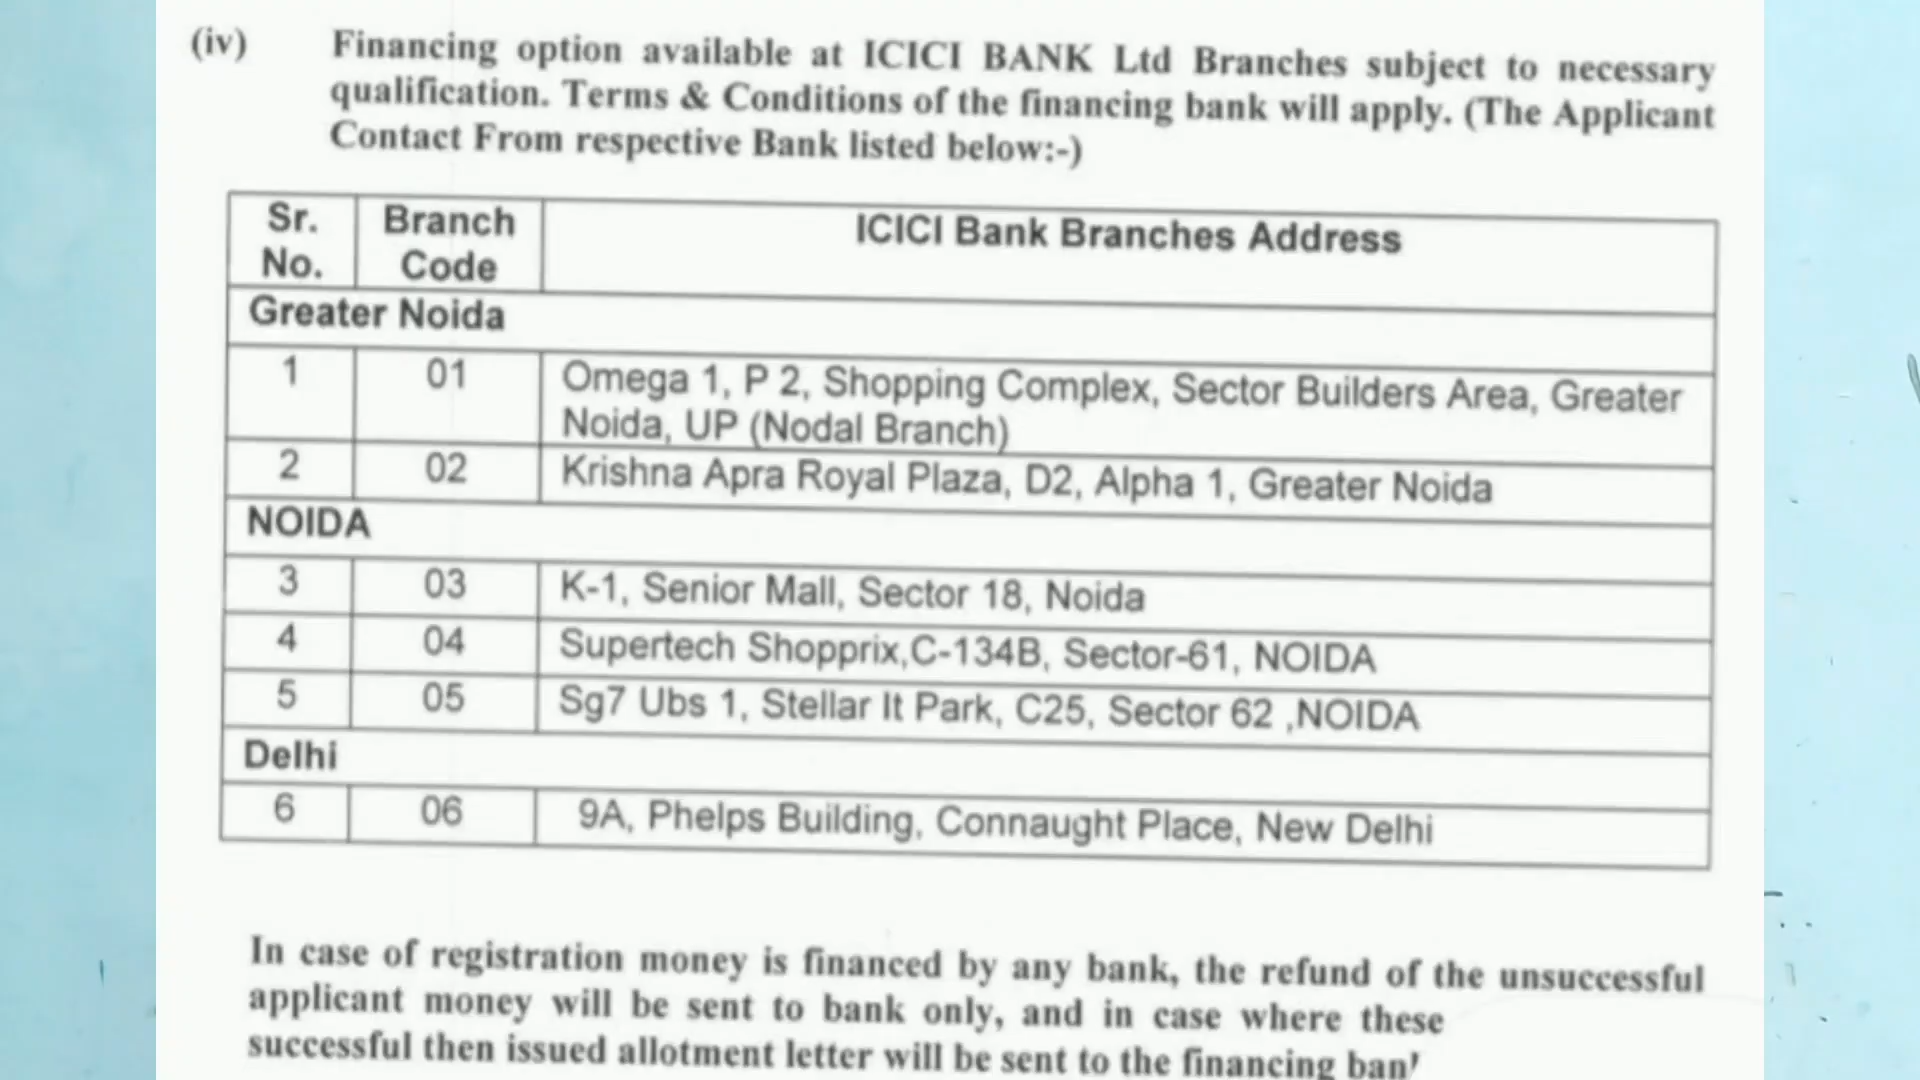 (iv) Financing option available at ICICI BANK Ltd Branches subject to necessary
qualification. Terms & Conditions of the financing bank will apply. (The Applicant
Contact From respective Bank listed below:-)
Sr. No. Branch Code ICICI Bank Branches Address
Greater Noida
1 01 Omega 1, P 2, Shopping Complex, Sector Builders Area, Greater
Noida, UP (Nodal Branch)
2 02 Krishna Apra Royal Plaza, D2, Alpha 1, Greater Noida
NOIDA
3 03 K-1, Senior Mall, Sector 18, Noida
4 04 Supertech Shopprix,C-134B, Sector-61, NOIDA
5 05 Sg7 Ubs 1, Stellar It Park, C25, Sector 62 ,NOIDA
Delhi
6 06 9A, Phelps Building, Connaught Place, New Delhi
In case of registration money is financed by any bank, the refund of the unsuccessful
applicant money will be sent to bank only, and in case where these
successful then issued allotment letter will be sent to the financing